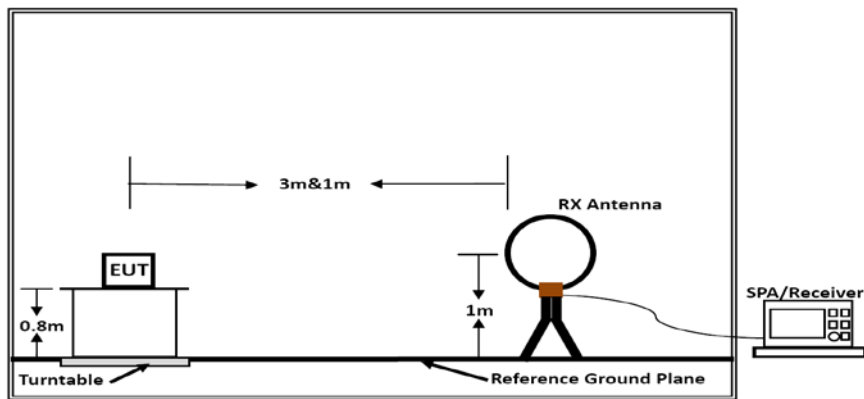 3m&1m
RX Antenna
EUT
SPA/Receiver
0.8m
1m
Turntable
Reference Ground Plane